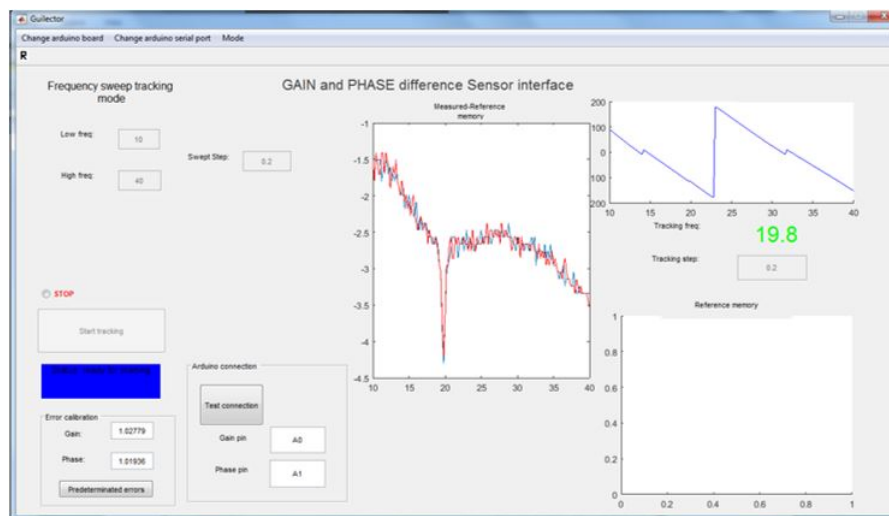 Guilector
Change arduino board Change arduino serial port Mode
R
Frequency sweep tracking
mode
GAIN and PHASE difference Sensor interface
Low freq:
10
High freq:
40
Swept Step:
0.2
Measured-Reference
memory
-1
-1.5
-2
-2.5
-3
-3.5
-4
-4.5
10 15 20 25 30 35 40
200
100
0
100
200
10 15 20 25 30 35 40
Tracking freq:
19.8
Tracking step:
0.2
STOP
Start tracking
Error calibration
Gain:
1.02779
Phase:
1.01936
Predeterminated errors
Arduino connection
Test connection
Gain pin
A0
Phase pin
A1
Reference memory
1
0.8
0.6
0.4
0.2
0
0 0.2 0.4 0.6 0.8 1